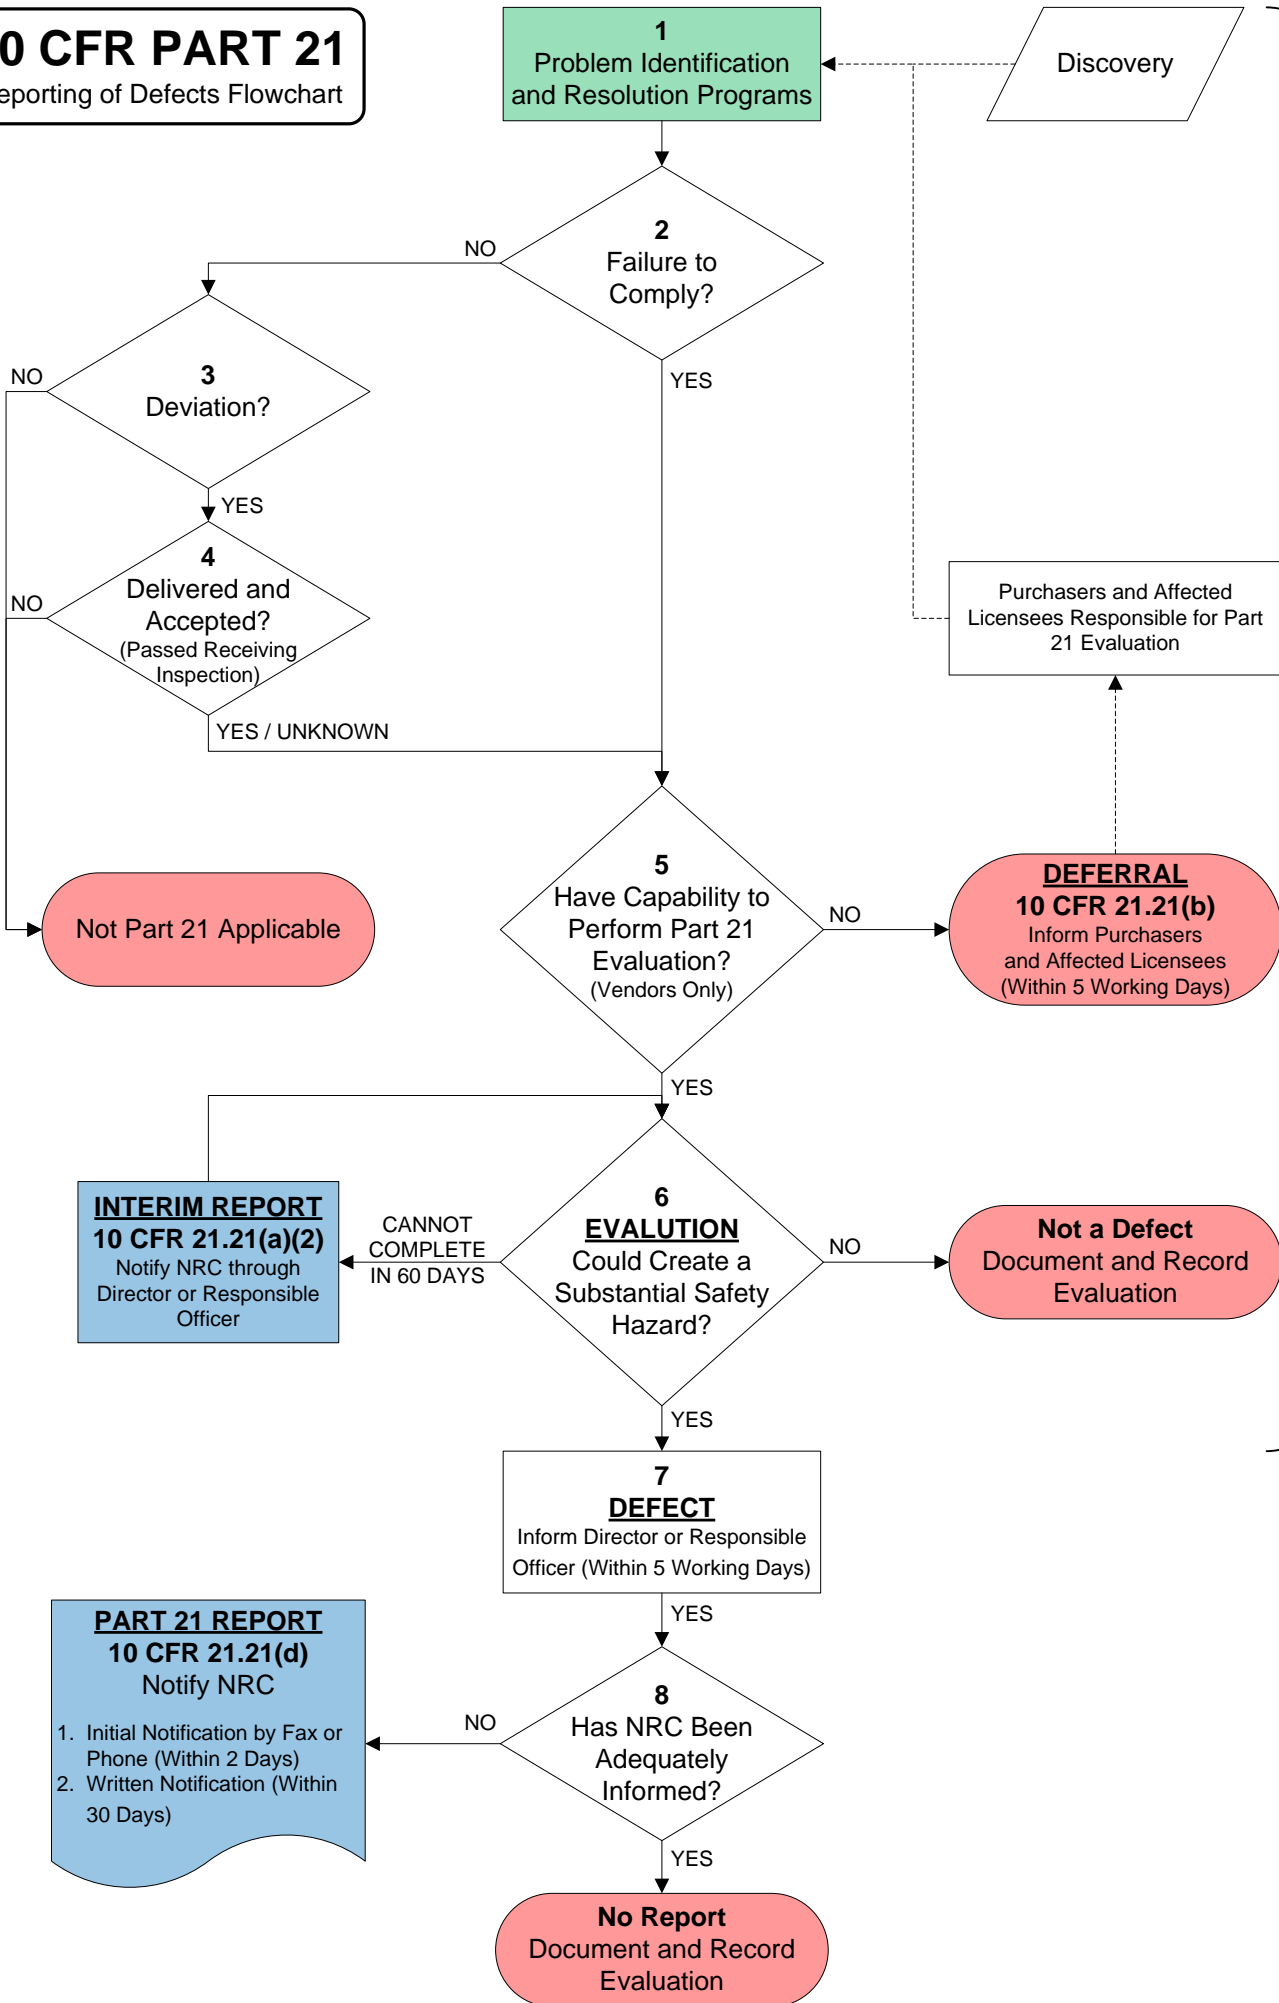 0 CFR PART 21
eporting of Defects Flowchart
1
Problem Identification
and Resolution Programs
Discovery
2
Failure to
Comply?
NO
YES
3
Deviation?
NO
YES
4
Delivered and
Accepted?
(Passed Receiving
Inspection)
NO
YES / UNKNOWN
Purchasers and Affected
Licensees Responsible for Part
21 Evaluation
Not Part 21 Applicable
5
Have Capability to
Perform Part 21
Evaluation?
(Vendors Only)
NO
YES
DEFERRAL
10 CFR 21.21(b)
Inform Purchasers
and Affected Licensees
(Within 5 Working Days)
INTERIM REPORT
10 CFR 21.21(a)(2)
Notify NRC through
Director or Responsible
Officer
CANNOT
COMPLETE
IN 60 DAYS
6
EVALUTION
Could Create a
Substantial Safety
Hazard?
NO
YES
Not a Defect
Document and Record
Evaluation
7
DEFECT
Inform Director or Responsible
Officer (Within 5 Working Days)
YES
PART 21 REPORT
10 CFR 21.21(d)
Notify NRC
1. Initial Notification by Fax or
Phone (Within 2 Days)
2. Written Notification (Within
30 Days)
NO
8
Has NRC Been
Adequately
Informed?
YES
No Report
Document and Record
Evaluation